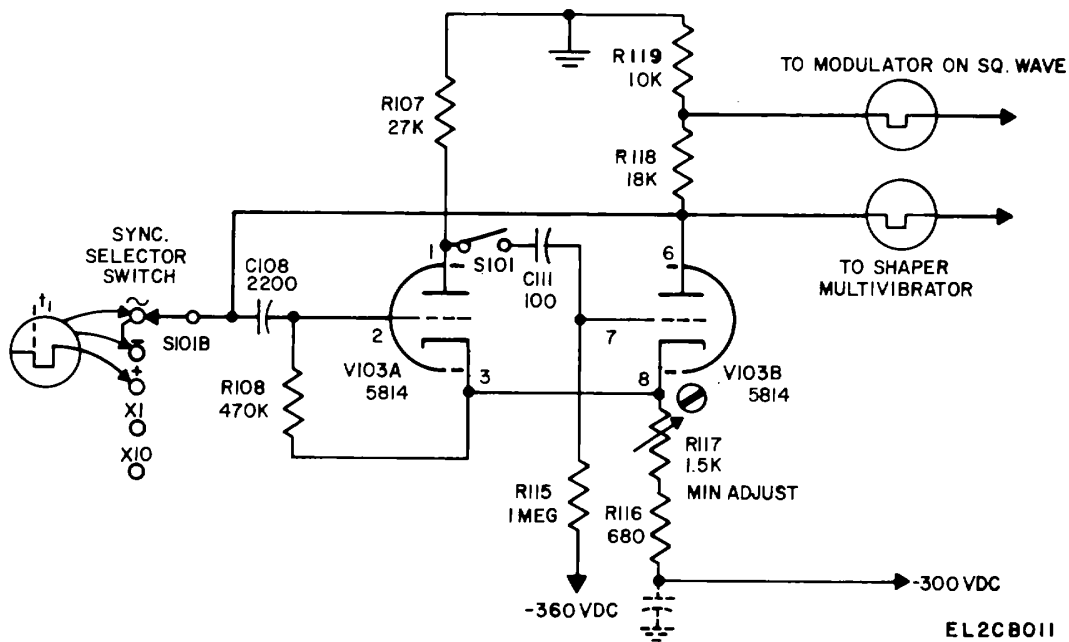 R119
10K
TO MODULATOR ON SQ. WAVE
R107
27K
R118
18K
SYNC.
SELECTOR
SWITCH
t1
~
-
+
X1
X10
S101B
C108
2200
1
S101
C111
100
6
TO SHAPER
MULTIVIBRATOR
2
7
V103A
5814
3
8
V103B
5814
R108
470K
R117
1.5K
MIN ADJUST
R115
1 MEG
R116
680
-360 VDC
-300 VDC
EL2CB011